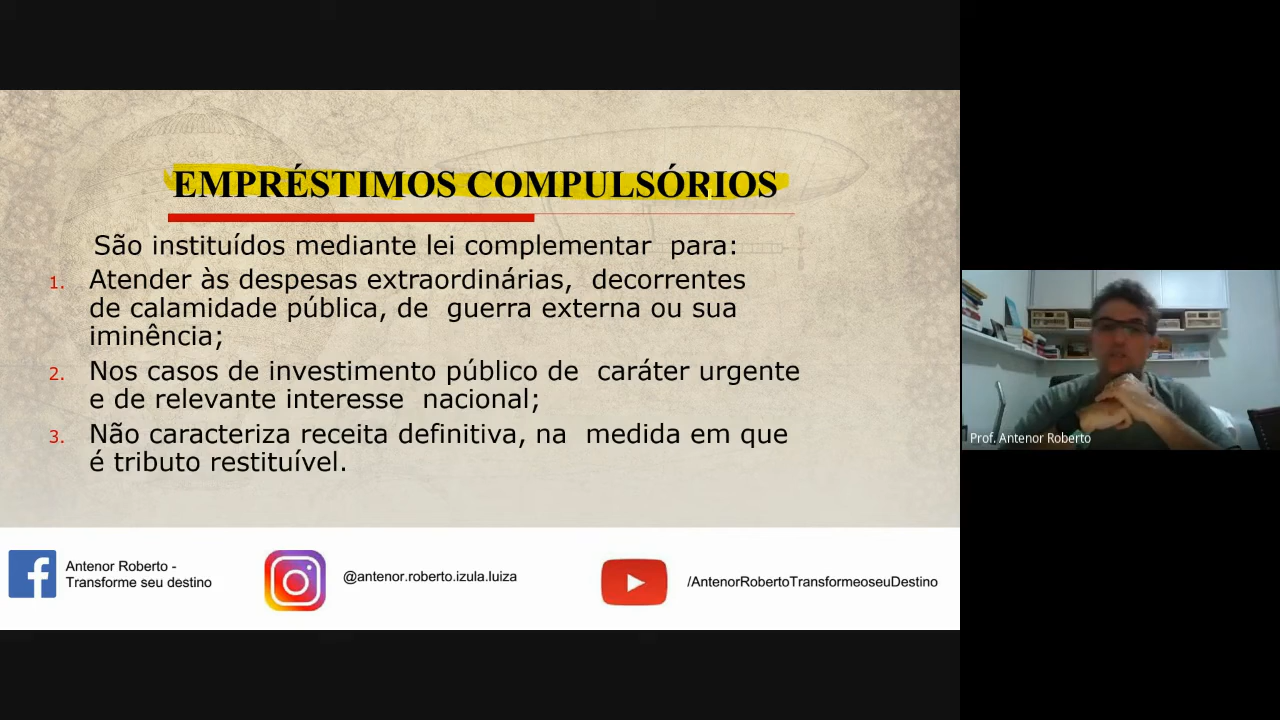 EMPRÉSTIMOS COMPULSÓRIOS
São instituídos mediante lei complementar para:
1. Atender às despesas extraordinárias, decorrentes
de calamidade pública, de guerra externa ou sua
iminência;
2. Nos casos de investimento público de caráter urgente
e de relevante interesse nacional;
3. Não caracteriza receita definitiva, na medida em que
é tributo restituível.
Antenor Roberto -
Transforme seu destino
@antenor.roberto.izula.luiza
/AntenorRobertoTransformeoseuDestino
Prof. Antenor Roberto